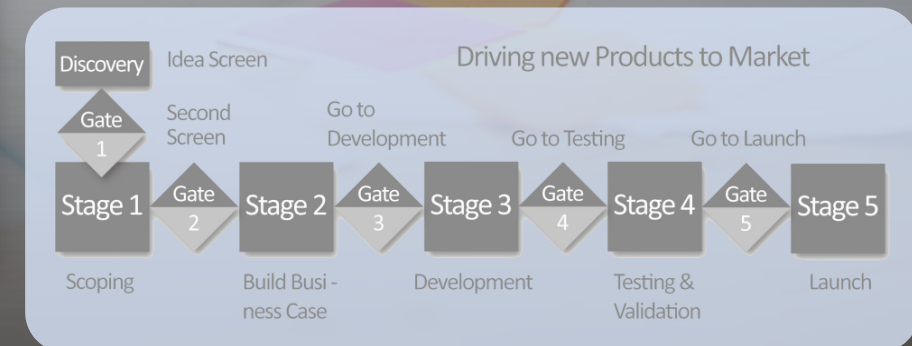 Driving new Products to Market
Discovery
Idea Screen
Gate
1
Second
Screen
Go to
Development
Go to Testing
Go to Launch
Stage 1
Gate
2
Stage 2
Gate
3
Stage 3
Gate
4
Stage 4
Gate
5
Stage 5
Scoping
Build Busi -
ness Case
Development
Testing &
Validation
Launch